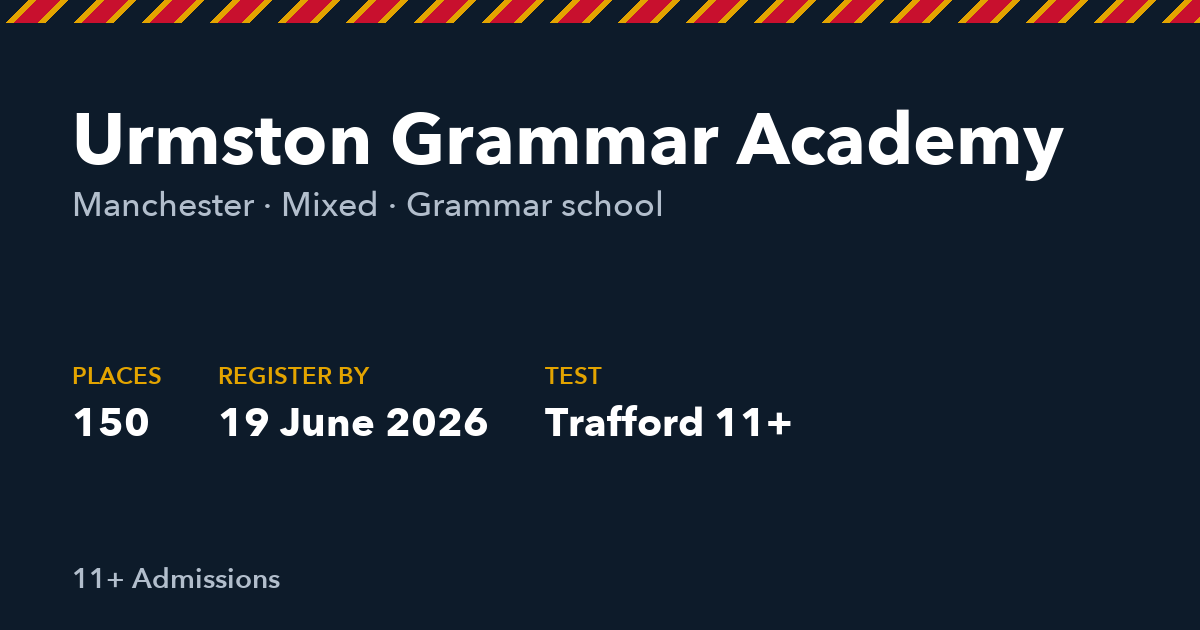 Urmston Grammar Academy
Manchester · Mixed · Grammar school
PLACES
150
REGISTER BY
19 June 2026
TEST
Trafford 11+
11+ Admissions